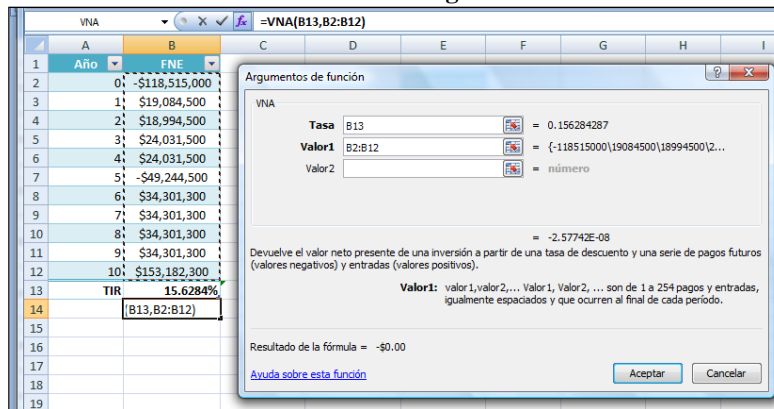 VNA =VNA(B13,B2:B12)
A B C D E F G H I
1 Año FNE
2 0 -$118,515,000
3 1 $19,084,500
4 2 $18,994,500
5 3 $24,031,500
6 4 $24,031,500
7 5 -$49,244,500
8 6 $34,301,300
9 7 $34,301,300
10 8 $34,301,300
11 9 $34,301,300
12 10 $153,182,300
13 TIR 15.6284%
14 (B13,B2:B12)
15
16
17
18
19
Argumentos de función
VNA
Tasa B13 = 0.156284287
Valor1 B2:B12 = {-118515000\19084500\18994500\2...
Valor2 = número
= -2.57742E-08
Devuelve el valor neto presente de una inversión a partir de una tasa de descuento y una serie de pagos futuros
(valores negativos) y entradas (valores positivos).
Valor1: valor1,valor2,... Valor1, Valor2, ... son de 1 a 254 pagos y entradas,
igualmente espaciados y que ocurren al final de cada período.
Resultado de la fórmula = -$0.00
Ayuda sobre esta función
Aceptar Cancelar